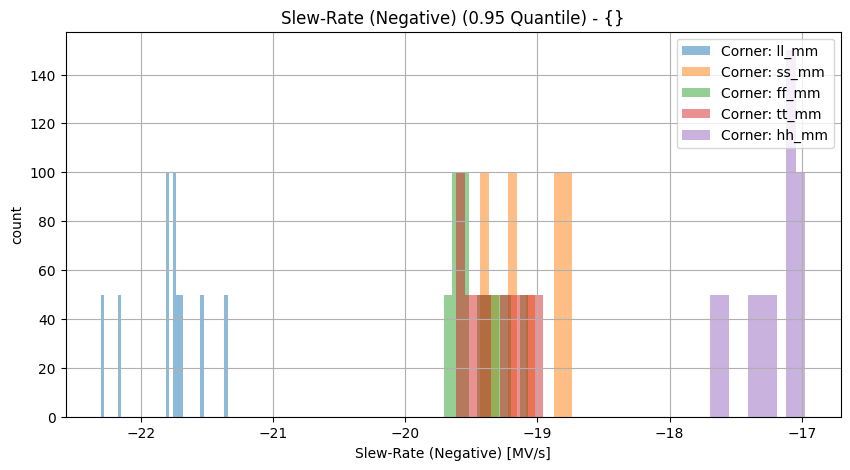 Slew-Rate (Negative) (0.95 Quantile) - {}
count
140
120
100
80
60
40
20
0
−22
−21
−20
−19
−18
−17
Slew-Rate (Negative) [MV/s]
Corner: ll_mm
Corner: ss_mm
Corner: ff_mm
Corner: tt_mm
Corner: hh_mm